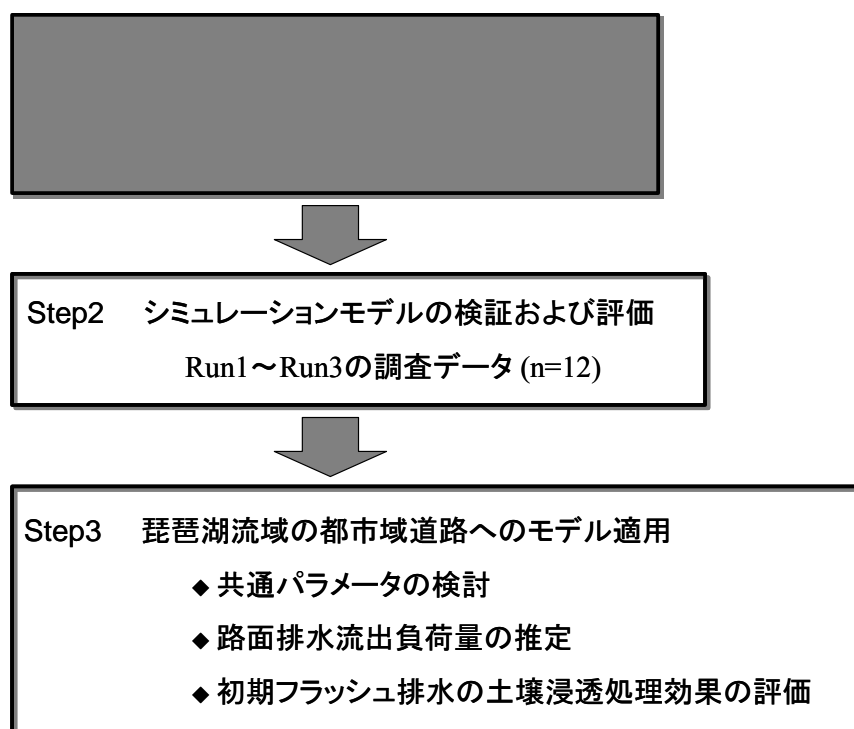 Step2 シミュレーションモデルの検証および評価
Run1～Run3の調査データ (n=12)
Step3 琵琶湖流域の都市域道路へのモデル適用
◆ 共通パラメータの検討
◆ 路面排水流出負荷量の推定
◆ 初期フラッシュ排水の土壌浸透処理効果の評価